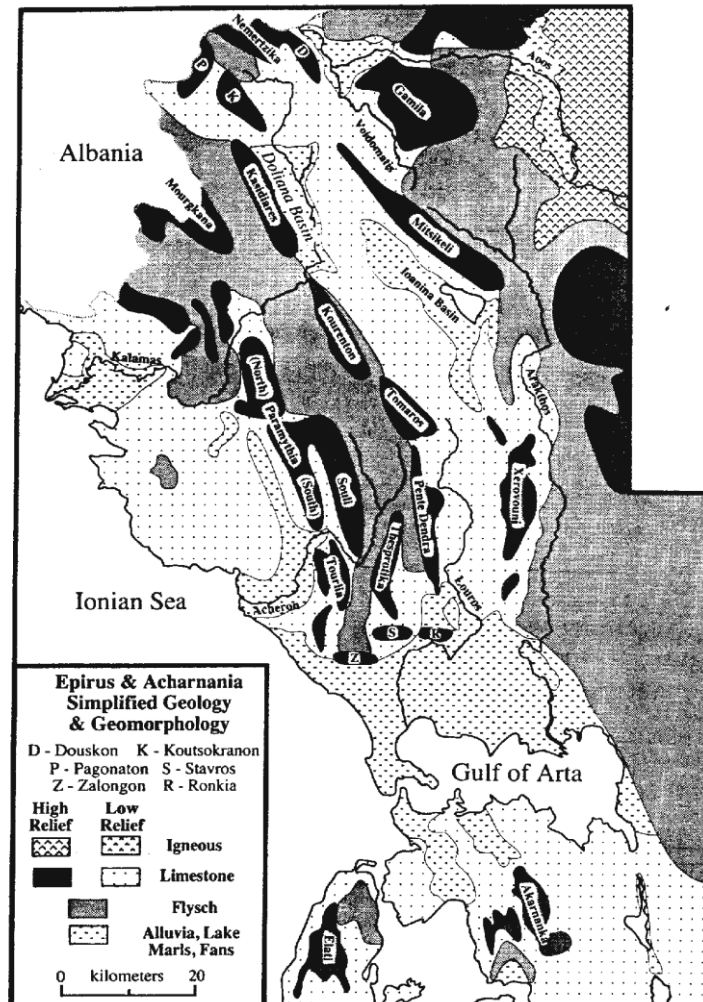 Nemertzika
P
D
K
Aoos
Gamila
Albania
Voidomatis
Doliana Basin
Kasidiares
Mourgkana
Mitsikeli
Ioanina Basin
Kourenton
Kalamas
(North)
Paramythia
(South)
Tomaros
Arakthos
Souli
Pente Dendra
Xerovouni
Thesprotika
Tourlia
Louros
Ionian Sea
Acheron
S
R
Z
Epirus & Acharnania
Simplified Geology
& Geomorphology
D - Douskon K - Koutsokranon
P - Pagonaton S - Stavros
Z - Zalongon R - Ronkia
High Relief
Low Relief
Igneous
Limestone
Flysch
Alluvia, Lake
Marls, Fans
0 kilometers 20
Gulf of Arta
Akarnanika
Elati